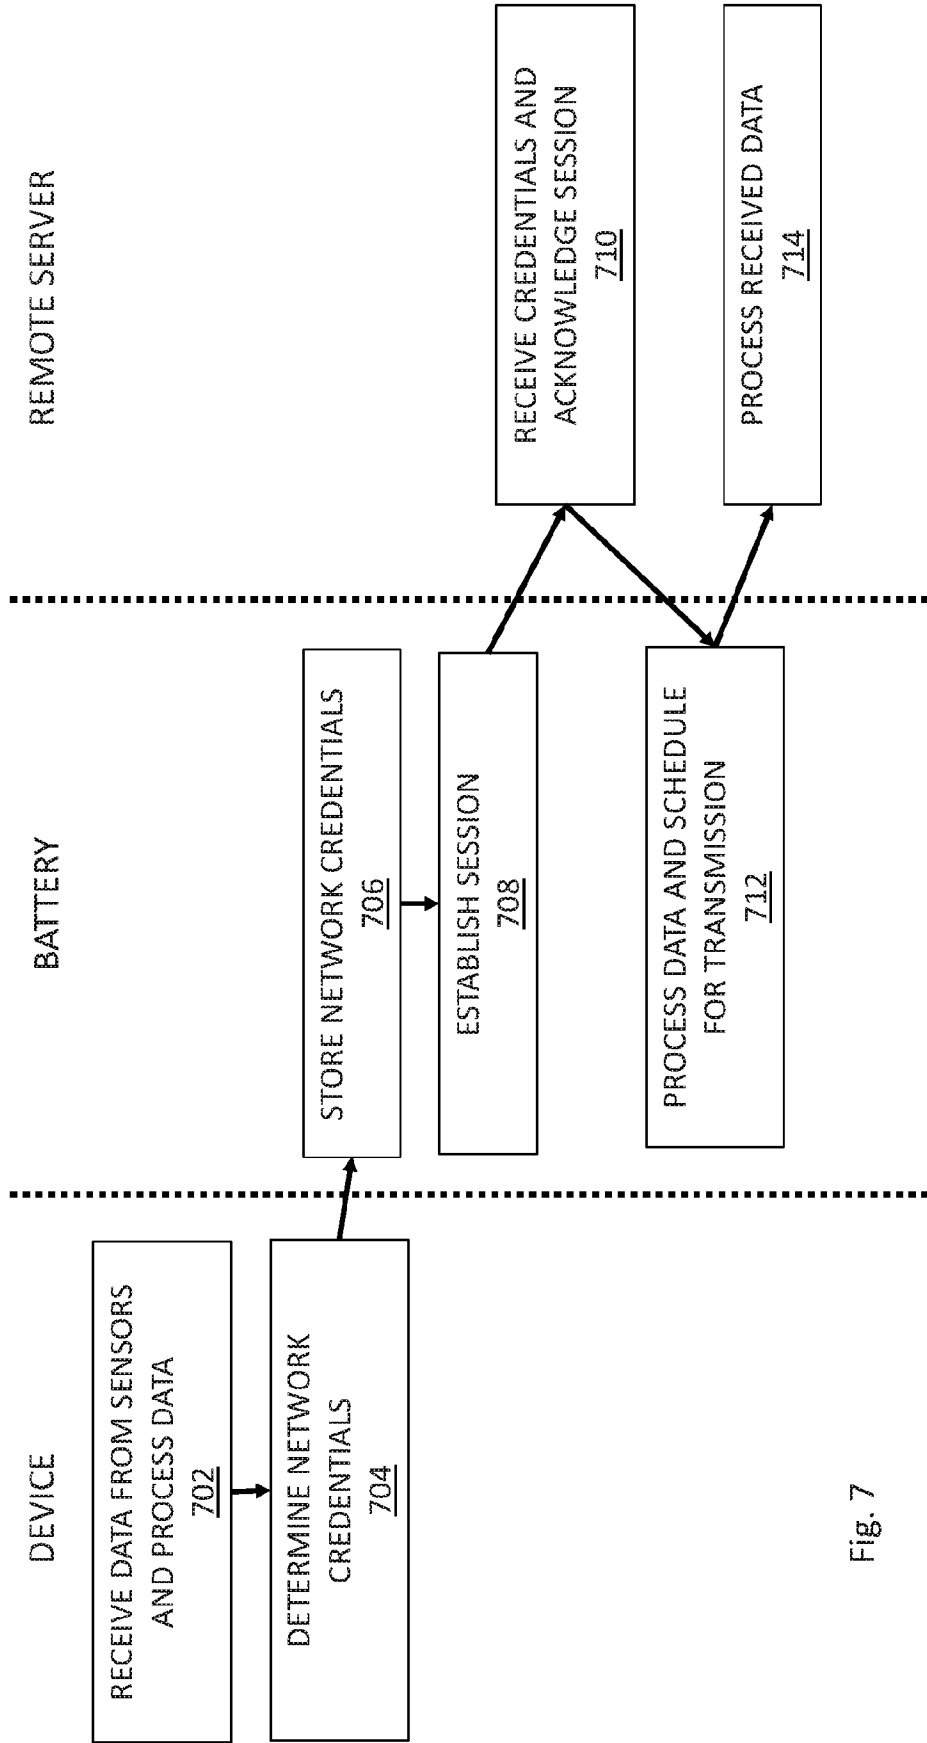 DEVICE
BATTERY
REMOTE SERVER
RECEIVE DATA FROM SENSORS
AND PROCESS DATA
702
DETERMINE NETWORK
CREDENTIALS
704
STORE NETWORK CREDENTIALS
706
ESTABLISH SESSION
708
RECEIVE CREDENTIALS AND
ACKNOWLEDGE SESSION
710
PROCESS DATA AND SCHEDULE
FOR TRANSMISSION
712
PROCESS RECEIVED DATA
714
Fig. 7